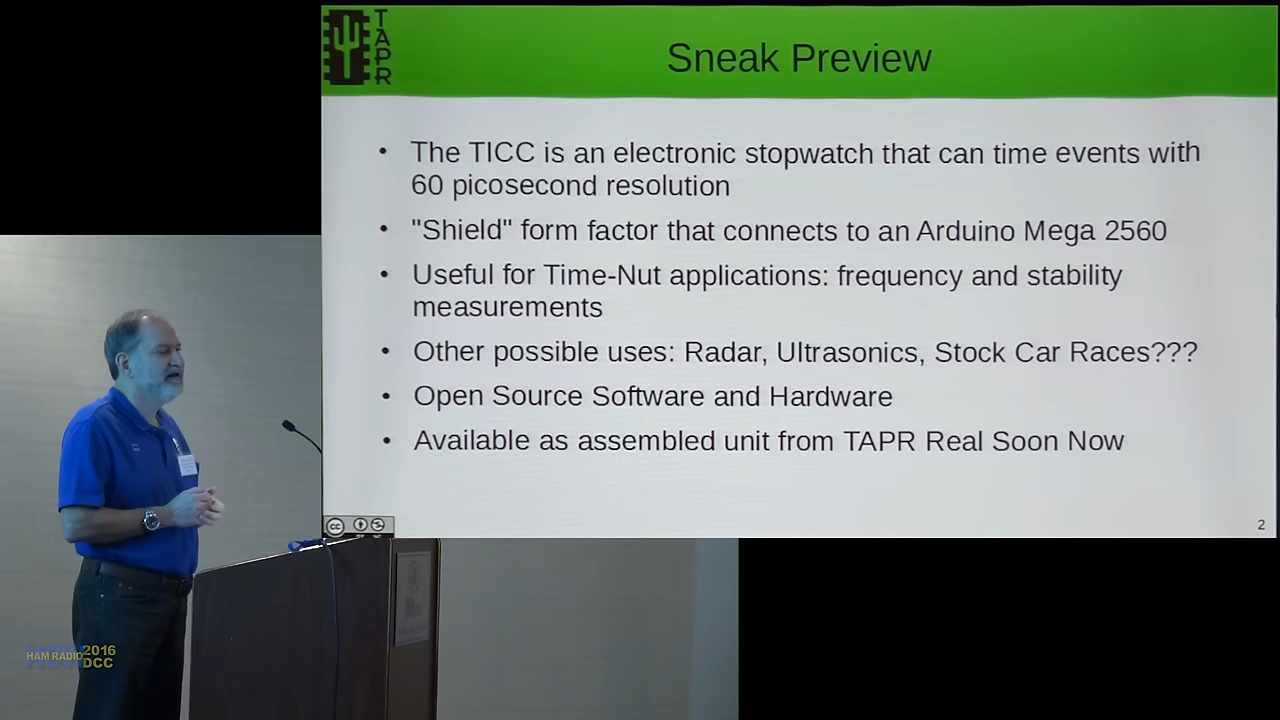 TAPR
Sneak Preview
• The TICC is an electronic stopwatch that can time events with
60 picosecond resolution
• "Shield" form factor that connects to an Arduino Mega 2560
• Useful for Time-Nut applications: frequency and stability
measurements
• Other possible uses: Radar, Ultrasonics, Stock Car Races???
• Open Source Software and Hardware
• Available as assembled unit from TAPR Real Soon Now
cc
2
HAM RADIO 2016
DCC